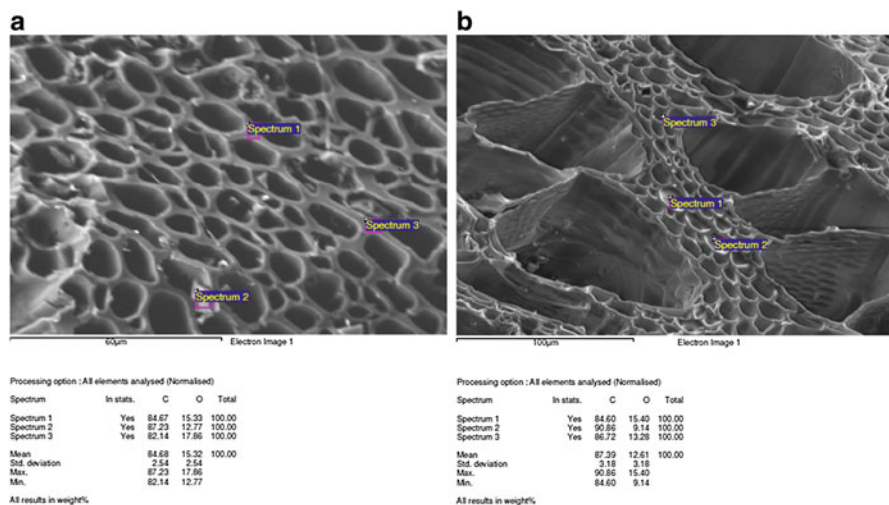 a
Spectrum 1
Spectrum 3
Spectrum 2
60µm Electron Image 1
Processing option : All elements analysed (Normalised)
Spectrum In stats. C O Total
Spectrum 1 Yes 84.67 15.33 100.00
Spectrum 2 Yes 87.23 12.77 100.00
Spectrum 3 Yes 82.14 17.86 100.00
Mean 84.68 15.32 100.00
Std. deviation 2.54 2.54
Max. 87.23 17.86
Min. 82.14 12.77
All results in weight%
b
Spectrum 3
Spectrum 1
Spectrum 2
100µm Electron Image 1
Processing option : All elements analysed (Normalised)
Spectrum In stats. C O Total
Spectrum 1 Yes 84.60 15.40 100.00
Spectrum 2 Yes 90.86 9.14 100.00
Spectrum 3 Yes 86.72 13.28 100.00
Mean 87.39 12.61 100.00
Std. deviation 3.18 3.18
Max. 90.86 15.40
Min. 84.60 9.14
All results in weight%